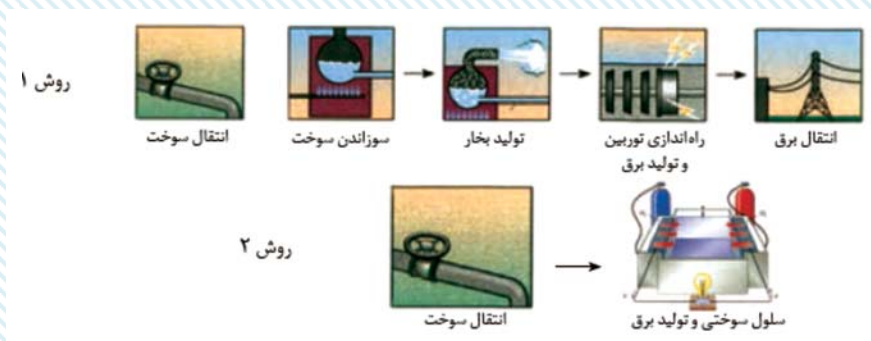 روش ۱
انتقال سوخت
سوزاندن سوخت
تولید بخار
راه‌اندازی توربین
و تولید برق
انتقال برق
روش ۲
انتقال سوخت
سلول سوختی و تولید برق